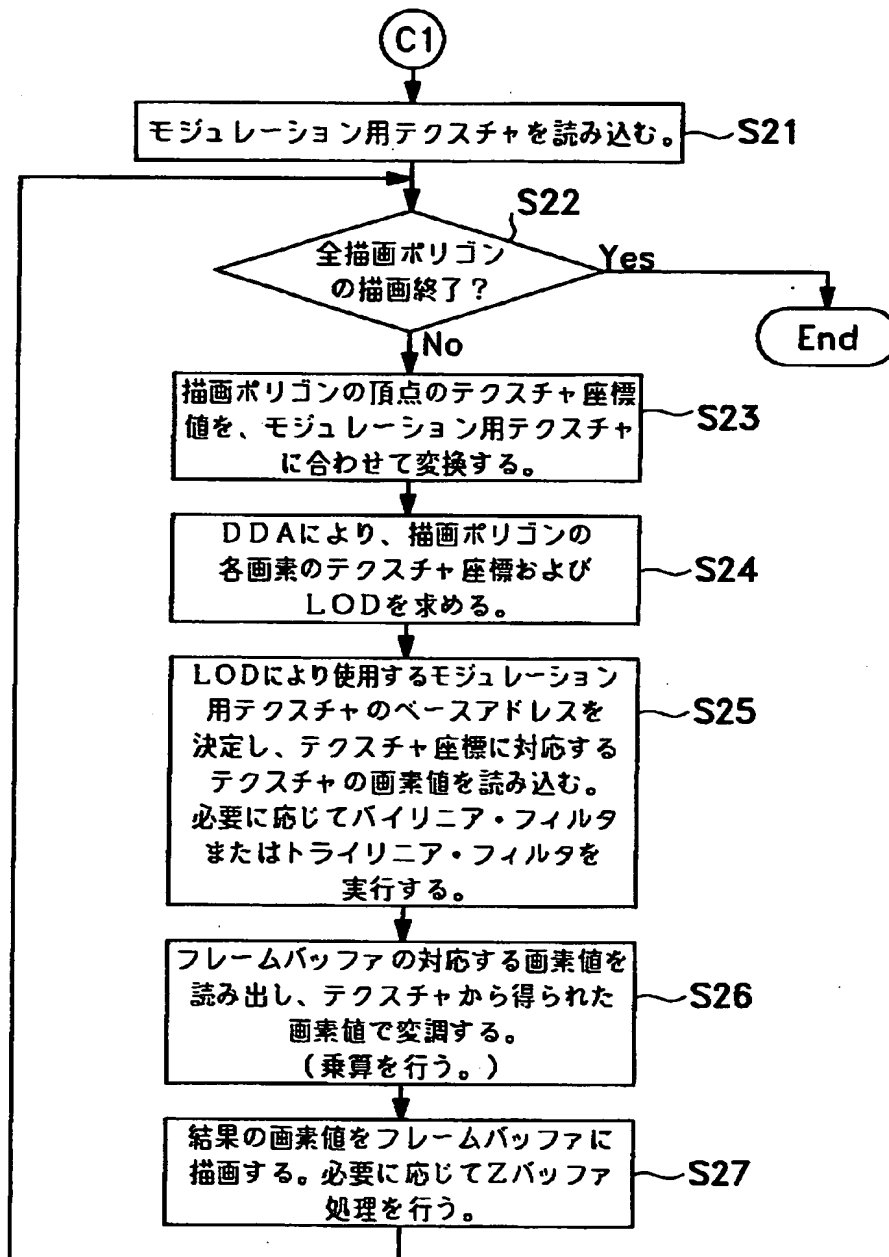 C1
モジュレーション用テクスチャを読み込む。
S21
S22
全描画ポリゴン
の描画終了?
Yes
End
No
描画ポリゴンの頂点のテクスチャ座標
値を、モジュレーション用テクスチャ
に合わせて変換する。
S23
DDAにより、描画ポリゴンの
各画素のテクスチャ座標および
LODを求める。
S24
LODにより使用するモジュレーション
用テクスチャのベースアドレスを
決定し、テクスチャ座標に対応する
テクスチャの画素値を読み込む。
必要に応じてバイリニア・フィルタ
またはトライリニア・フィルタを
実行する。
S25
フレームバッファの対応する画素値を
読み出し、テクスチャから得られた
画素値で変調する。
(乗算を行う。)
S26
結果の画素値をフレームバッファに
描画する。必要に応じてZバッファ
処理を行う。
S27